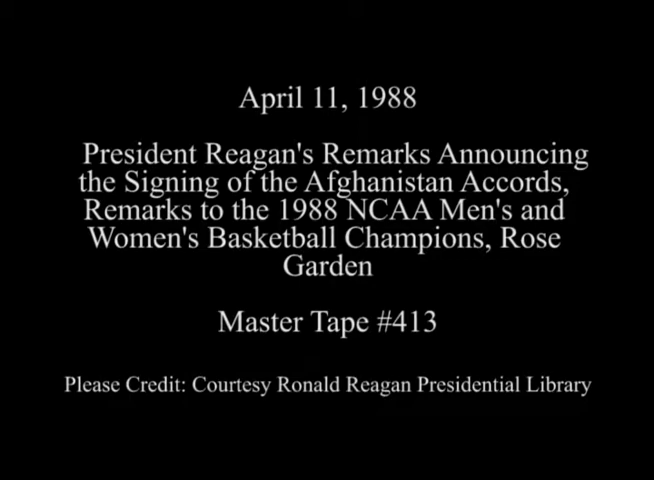 April 11, 1988
President Reagan's Remarks Announcing
the Signing of the Afghanistan Accords,
Remarks to the 1988 NCAA Men's and
Women's Basketball Champions, Rose
Garden
Master Tape #413
Please Credit: Courtesy Ronald Reagan Presidential Library